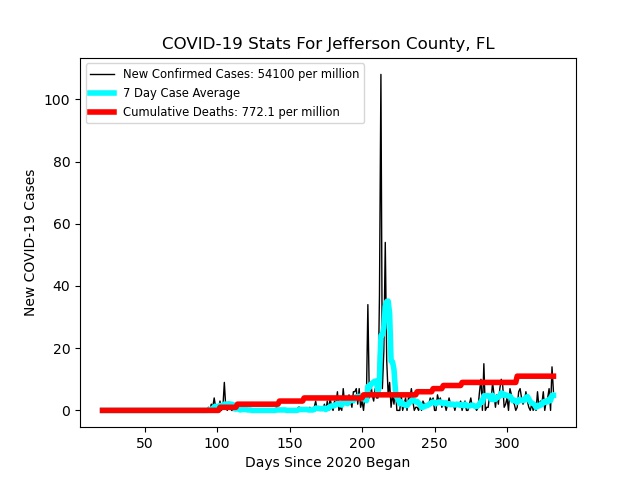 COVID-19 Stats For Jefferson County, FL
New Confirmed Cases: 54100 per million
7 Day Case Average
Cumulative Deaths: 772.1 per million
New COVID-19 Cases
100
80
60
40
20
0
50
100
150
200
250
300
Days Since 2020 Began